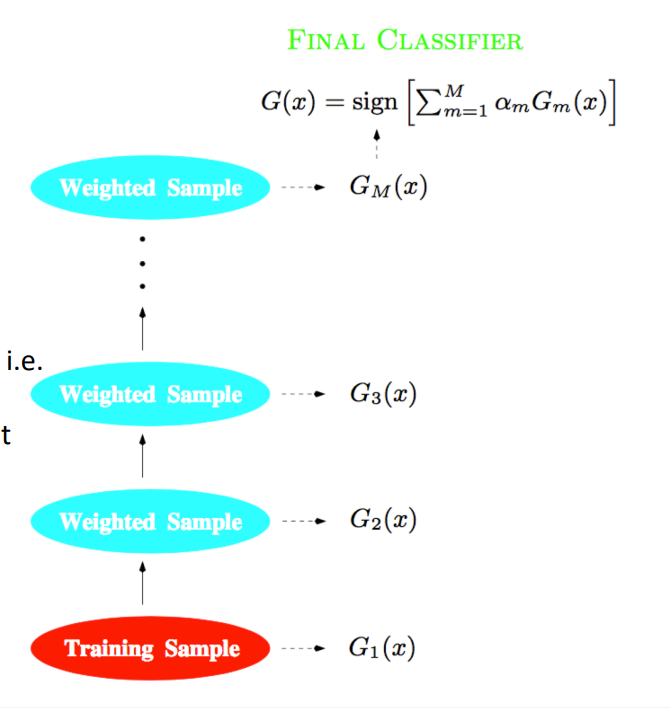 FINAL CLASSIFIER
G(x) = sign [∑_{m=1}^{M} α_m G_m(x)]
Weighted Sample
G_M(x)
i.e.
Weighted Sample
G_3(x)
t
Weighted Sample
G_2(x)
Training Sample
G_1(x)